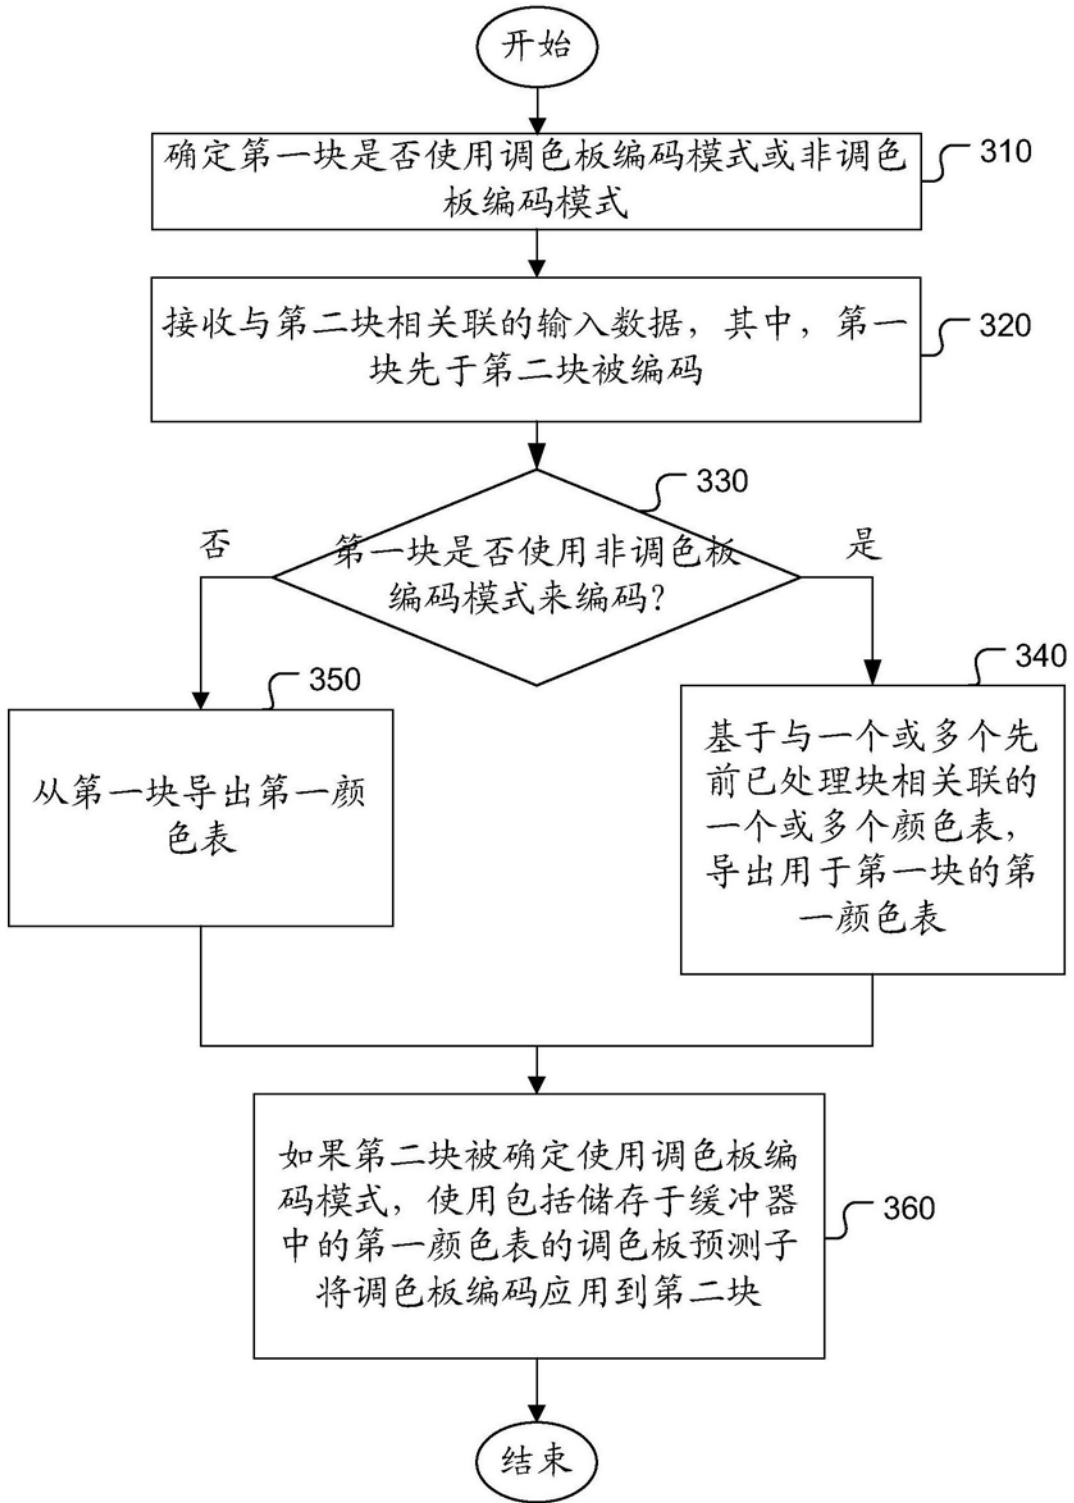 开始
确定第一块是否使用调色板编码模式或非调色
板编码模式
310
接收与第二块相关联的输入数据，其中，第一
块先于第二块被编码
320
330
否
第一块是否使用非调色板
编码模式来编码？
是
350
从第一块导出第一颜
色表
340
基于与一个或多个先
前已处理块相关联的
一个或多个颜色表，
导出用于第一块的第
一颜色表
如果第二块被确定使用调色板编
码模式，使用包括储存于缓冲器
中的第一颜色表的调色板预测子
将调色板编码应用到第二块
360
结束